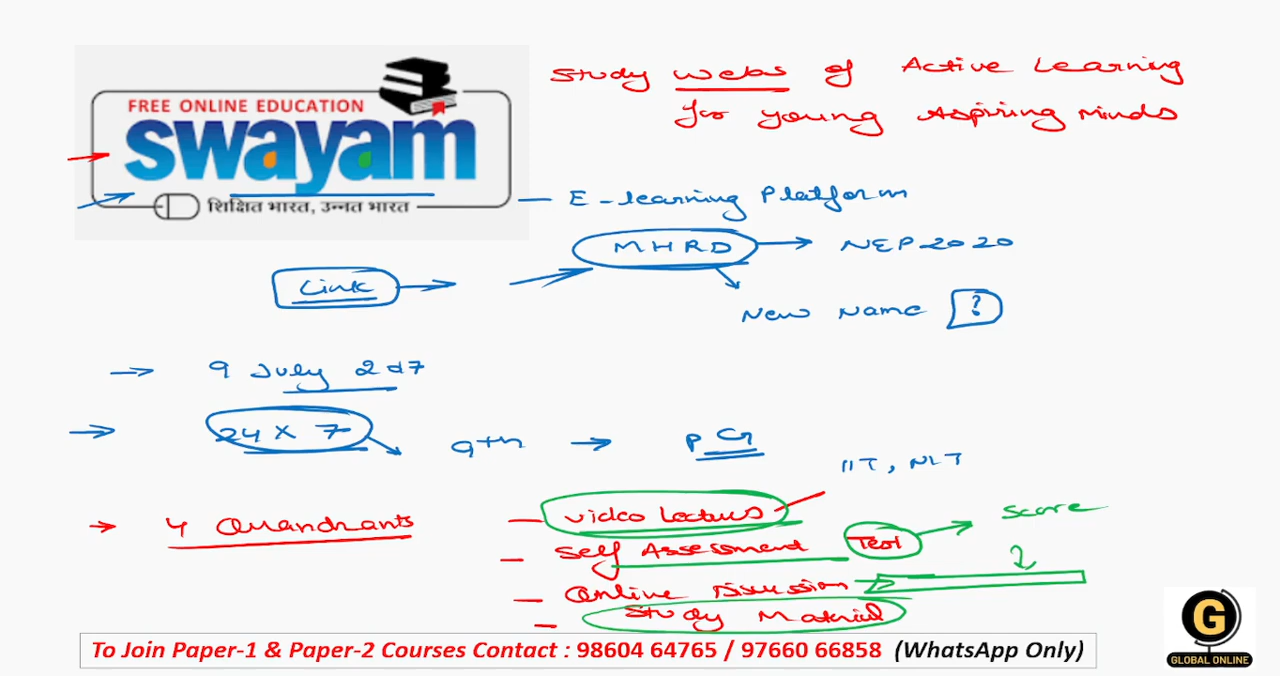 FREE ONLINE EDUCATION
swayam
शिक्षित भारत, उन्नत भारत
Study Webs of Active Learning
for Young Aspiring Minds
- E-learning Platform
MHRD → NEP 2020
Link →
New Name ?
→ 9 July 2017
→ 24 X 7
9th → PG
IIT, NIT
→ 4 Quandrants
- Video Lectures
- Self Assessment Test → Score
- Online Discussion
- Study Material
To Join Paper-1 & Paper-2 Courses Contact : 98604 64765 / 97660 66858 (WhatsApp Only)
G
GLOBAL ONLINE